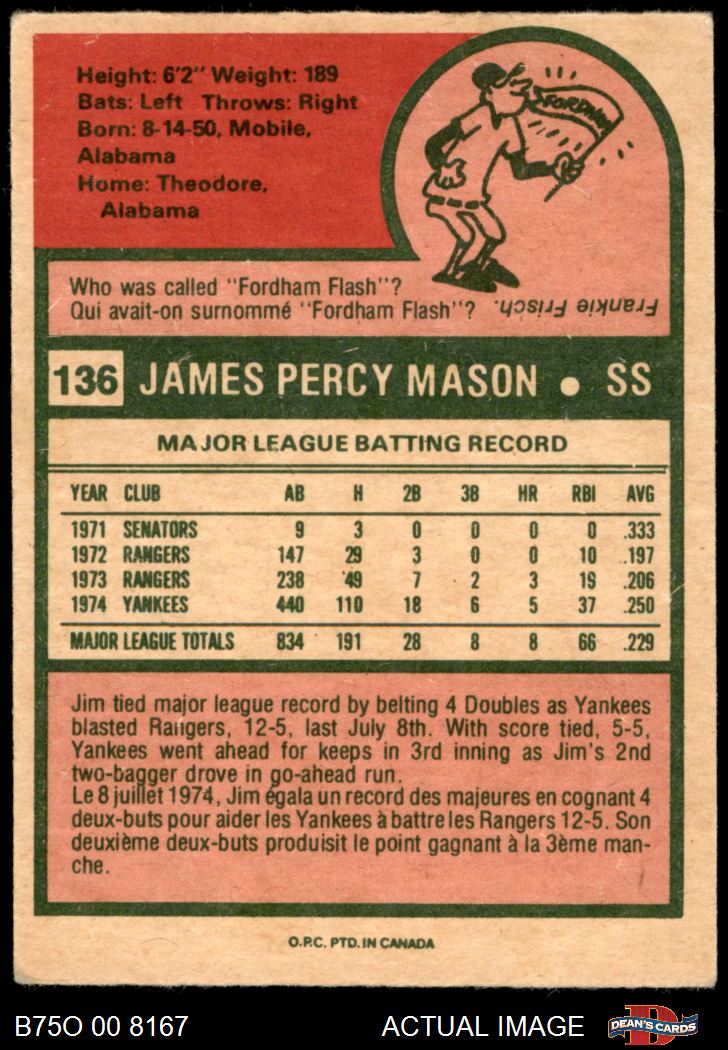 Height: 6'2" Weight: 189
Bats: Left Throws: Right
Born: 8-14-50, Mobile,
Alabama
Home: Theodore,
Alabama
FORDHAM
Who was called "Fordham Flash"?
Qui avait-on surnommé "Fordham Flash"?
Frankie Frisch.
136 JAMES PERCY MASON • SS
MAJOR LEAGUE BATTING RECORD
YEAR CLUB AB H 2B 3B HR RBI AVG
1971 SENATORS 9 3 0 0 0 0 .333
1972 RANGERS 147 29 3 0 0 10 .197
1973 RANGERS 238 49 7 2 3 19 .206
1974 YANKEES 440 110 18 6 5 37 .250
MAJOR LEAGUE TOTALS 834 191 28 8 8 66 .229
Jim tied major league record by belting 4 Doubles as Yankees
blasted Rangers, 12-5, last July 8th. With score tied, 5-5,
Yankees went ahead for keeps in 3rd inning as Jim's 2nd
two-bagger drove in go-ahead run.
Le 8 juillet 1974, Jim égala un record des majeures en cognant 4
deux-buts pour aider les Yankees à battre les Rangers 12-5. Son
deuxième deux-buts produisit le point gagnant à la 3ème man-
che.
O.P.C. PTD. IN CANADA
B75O 00 8167 ACTUAL IMAGE
D
DEAN'S CARDS